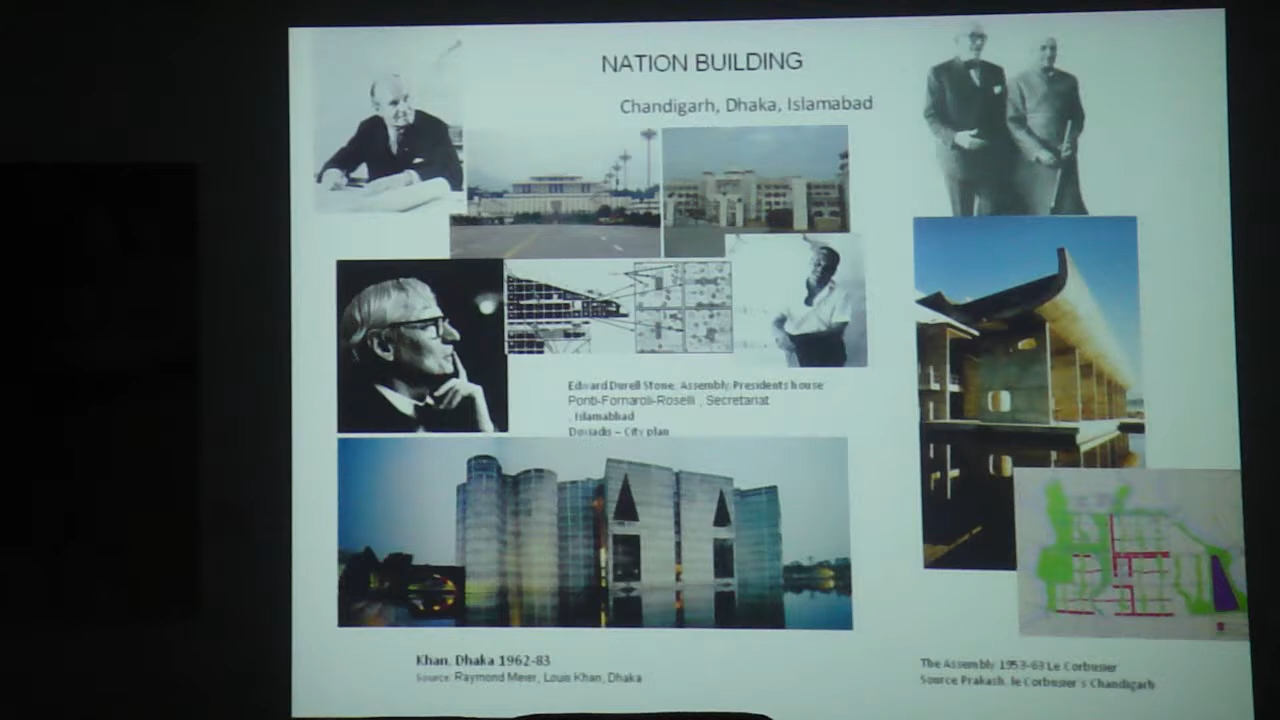 NATION BUILDING
Chandigarh, Dhaka, Islamabad
Edward Durell Stone, Assembly, Presidents house
Ponti-Fornaroli-Roselli , Secretariat
, Islamabhad
Doxiadis – City plan
Khan, Dhaka 1962-83
Source: Raymond Meier, Louis Khan, Dhaka
The Assembly 1953-63 Le Corbusier
Source Prakash, le Corbusier's Chandigarh